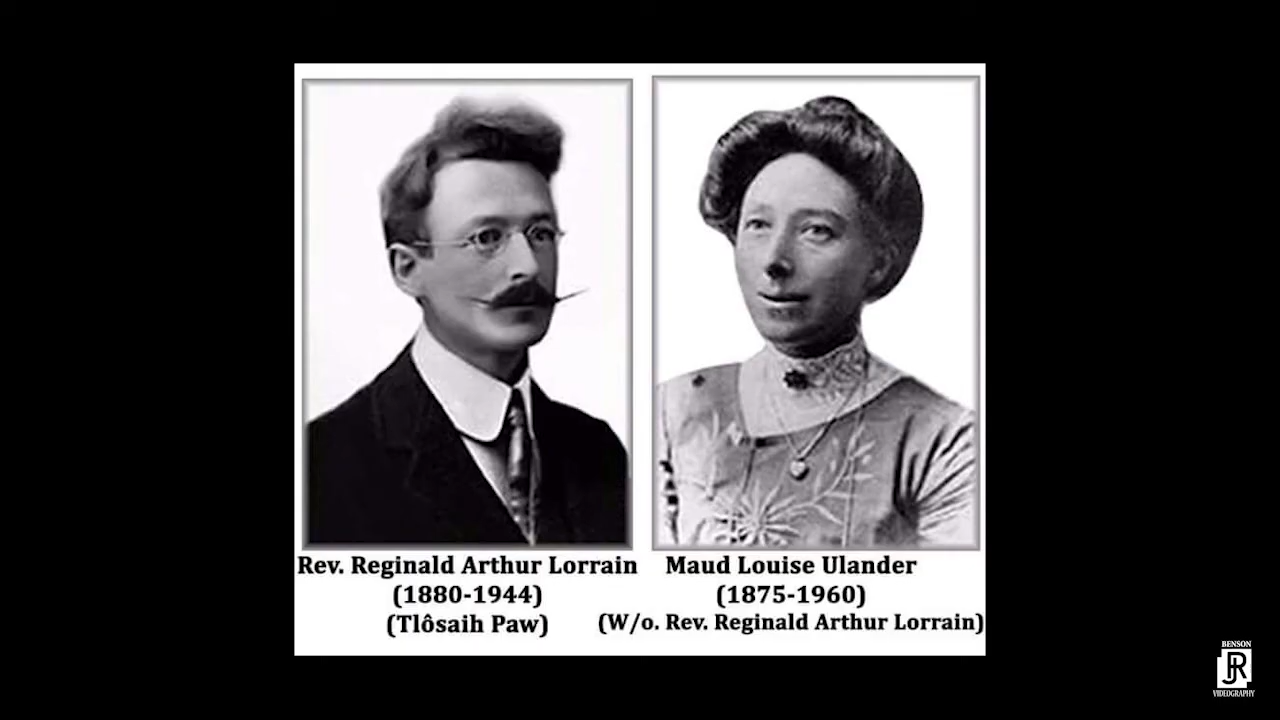 Rev. Reginald Arthur Lorrain
(1880-1944)
(Tlôsaih Paw)
Maud Louise Ulander
(1875-1960)
(W/o. Rev. Reginald Arthur Lorrain)
BENSON
JR
VIDEOGRAPHY